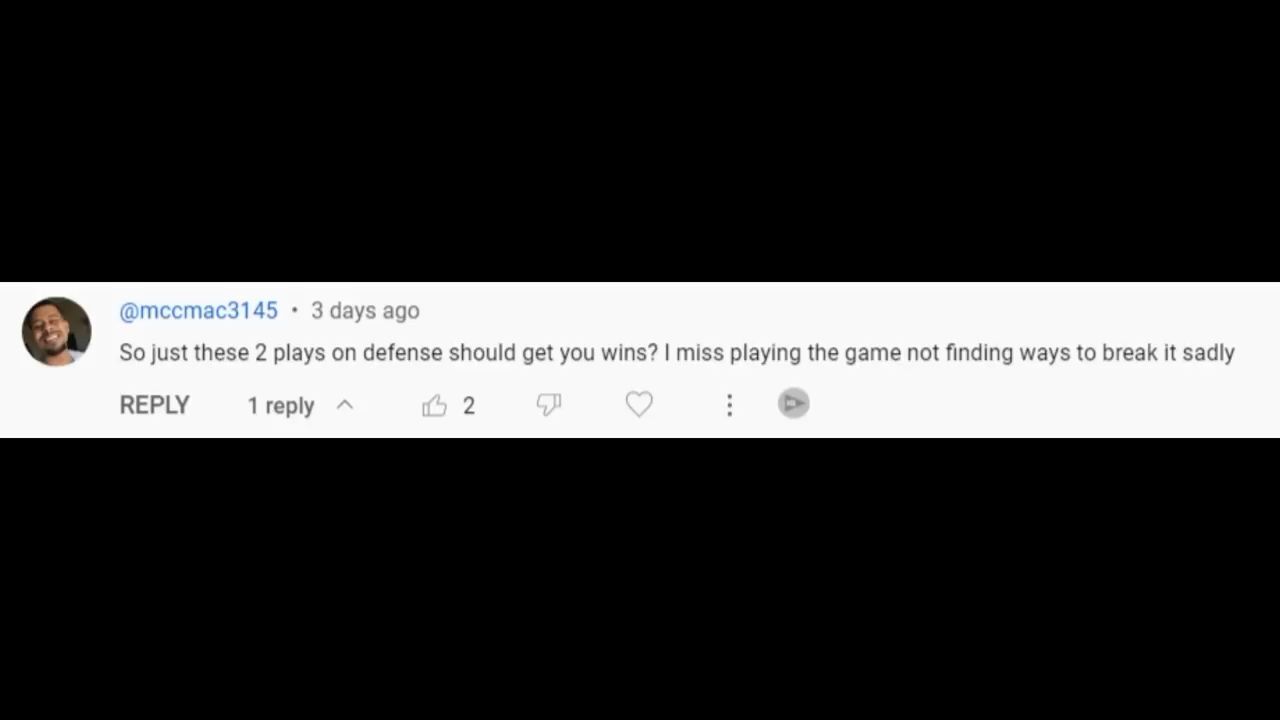 @mccmac3145 • 3 days ago
So just these 2 plays on defense should get you wins? I miss playing the game not finding ways to break it sadly
REPLY 1 reply 2